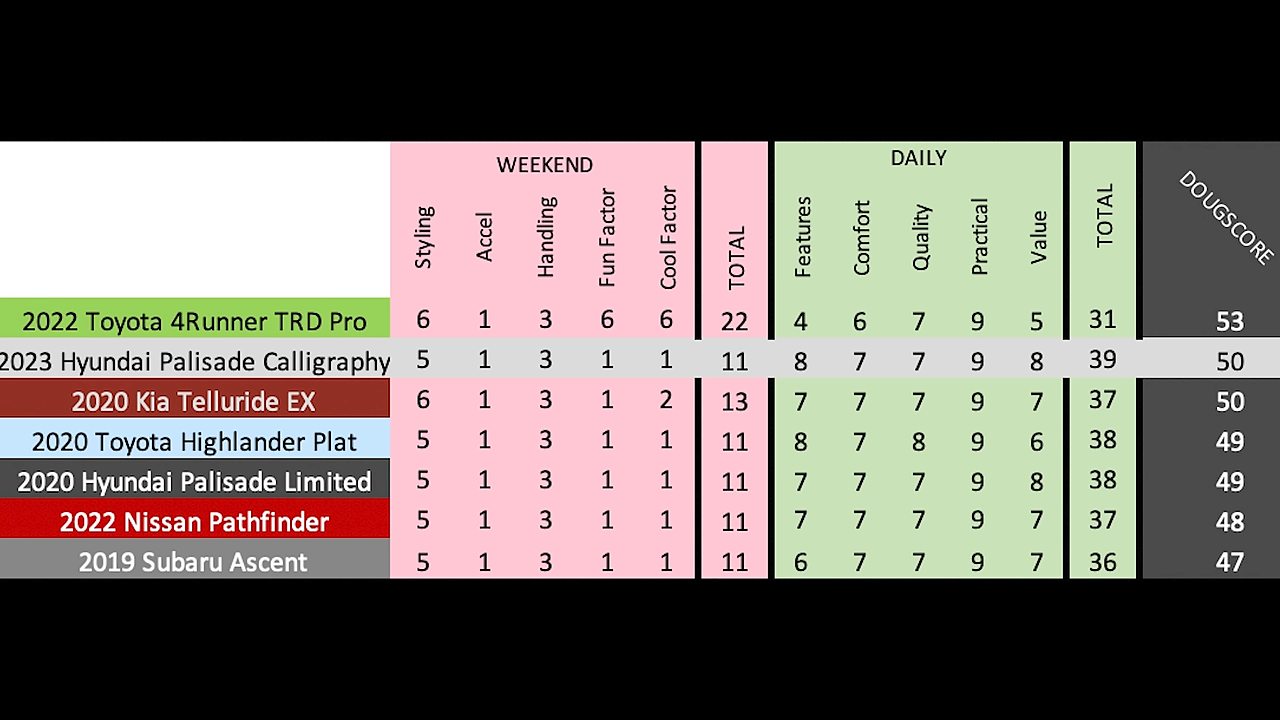 WEEKEND
DAILY
Styling Accel Handling Fun Factor Cool Factor TOTAL Features Comfort Quality Practical Value TOTAL DOUGSCORE
2022 Toyota 4Runner TRD Pro 6 1 3 6 6 22 4 6 7 9 5 31 53
2023 Hyundai Palisade Calligraphy 5 1 3 1 1 11 8 7 7 9 8 39 50
2020 Kia Telluride EX 6 1 3 1 2 13 7 7 7 9 7 37 50
2020 Toyota Highlander Plat 5 1 3 1 1 11 8 7 8 9 6 38 49
2020 Hyundai Palisade Limited 5 1 3 1 1 11 7 7 7 9 8 38 49
2022 Nissan Pathfinder 5 1 3 1 1 11 7 7 7 9 7 37 48
2019 Subaru Ascent 5 1 3 1 1 11 6 7 7 9 7 36 47